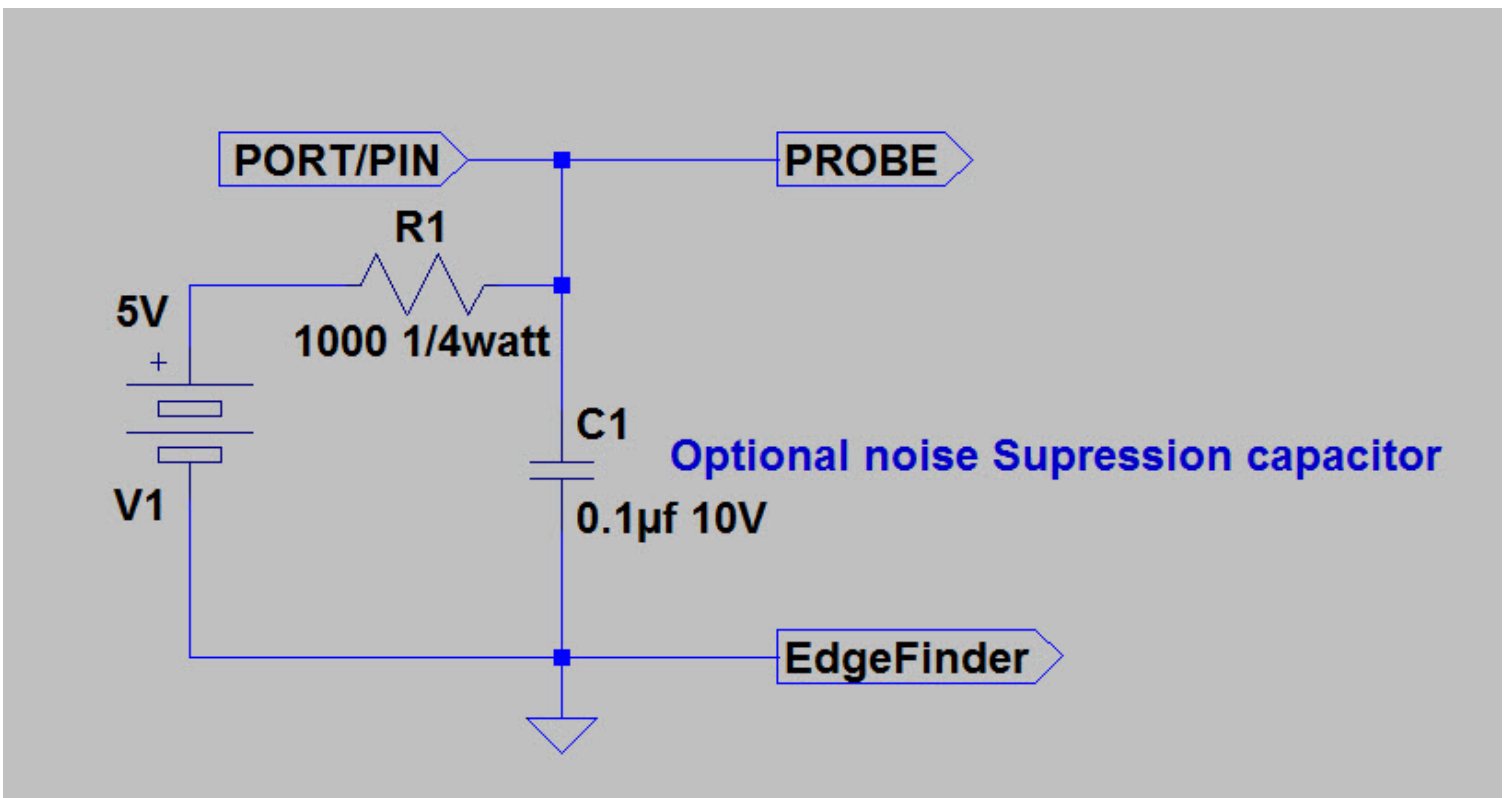 PORT/PIN
PROBE
R1
1000 1/4watt
5V
+
V1
C1
Optional noise Supression capacitor
0.1µf 10V
EdgeFinder